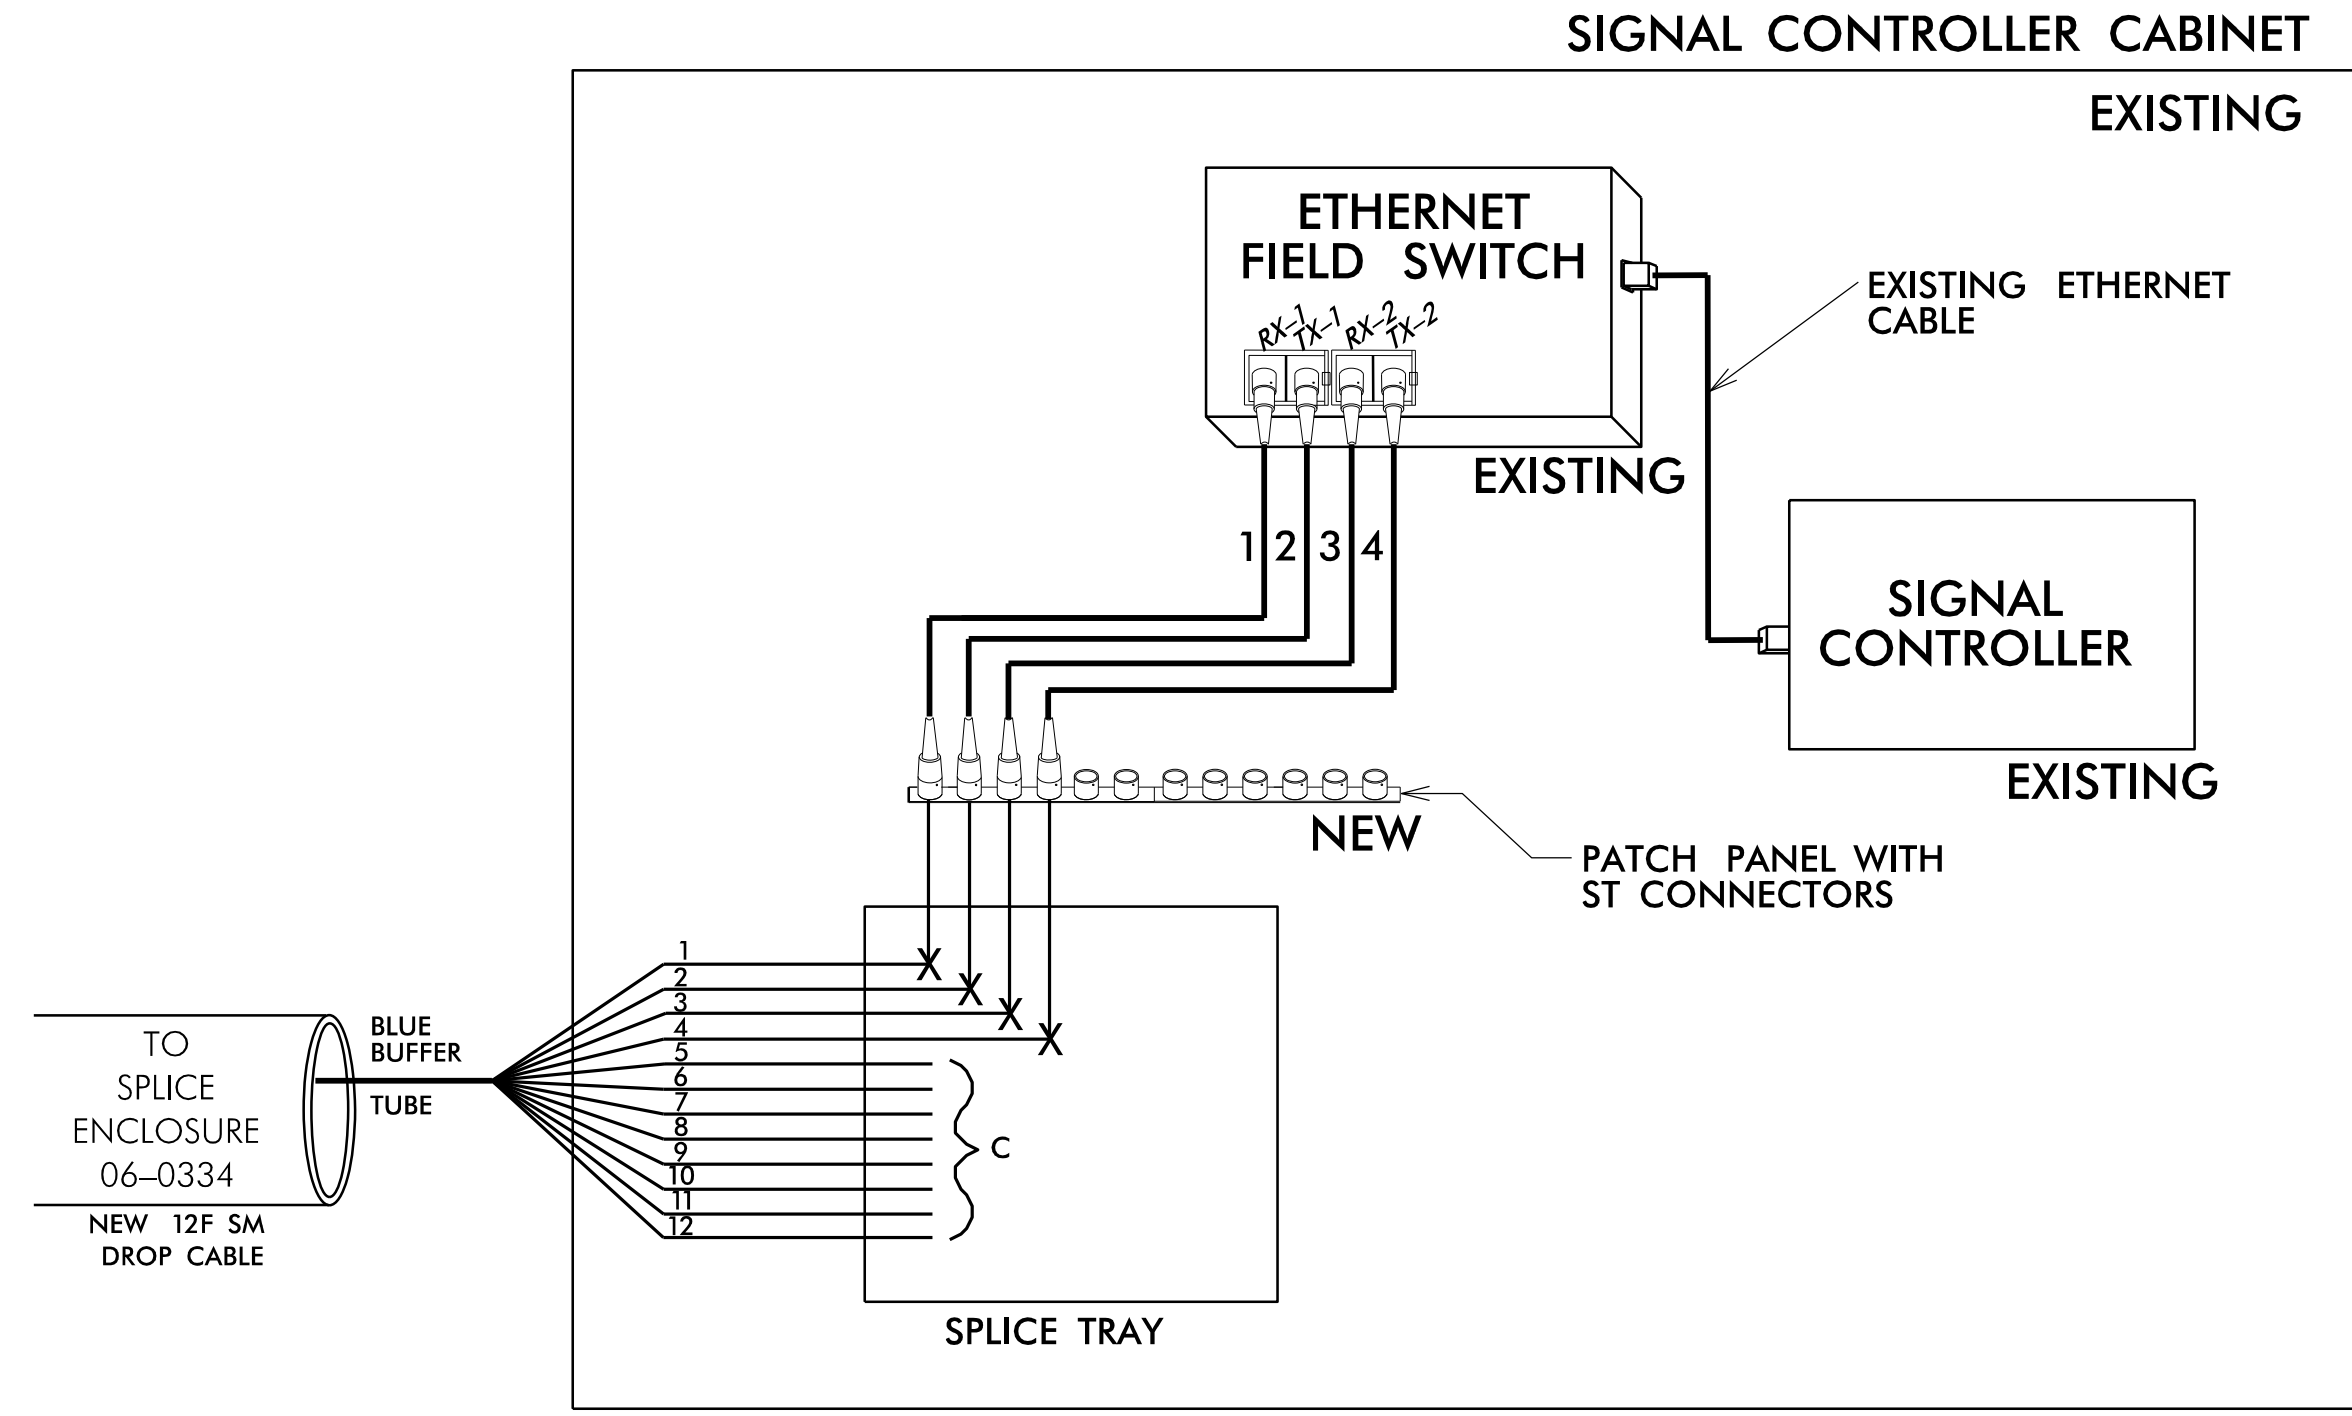 SIGNAL CONTROLLER CABINET
EXISTING
ETHERNET
FIELD SWITCH
RX-1
TX-1
RX-2
TX-2
EXISTING ETHERNET
CABLE
EXISTING
1 2 3 4
SIGNAL
CONTROLLER
EXISTING
NEW
PATCH PANEL WITH
ST CONNECTORS
1
2
3
4
5
6
7
8
9
10
11
12
C
BLUE
BUFFER
TUBE
TO
SPLICE
ENCLOSURE
06-0334
NEW 12F SM
DROP CABLE
X
X
X
X
SPLICE TRAY